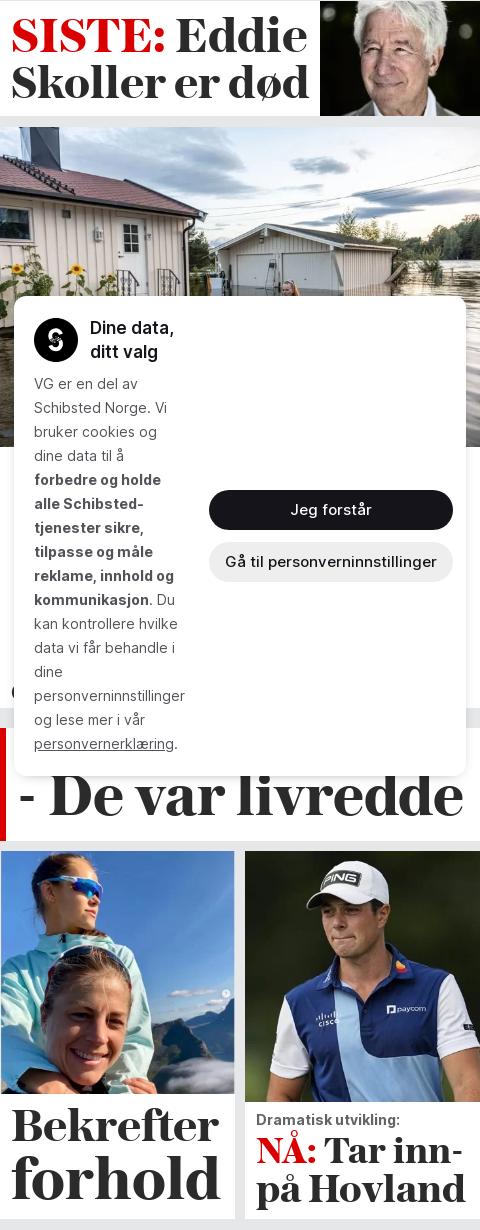 SISTE: Eddie
Skoller er død
Dine data,
ditt valg
VG er en del av
Schibsted Norge. Vi
bruker cookies og
dine data til å
forbedre og holde
alle Schibsted-
tjenester sikre,
tilpasse og måle
reklame, innhold og
kommunikasjon. Du
kan kontrollere hvilke
data vi får behandle i
dine
personverninnstillinger
og lese mer i vår
personvernerklæring.
Jeg forstår
Gå til personverninnstillinger
- De var livredde
PING
cisco
paycom
Bekrefter
forhold
Dramatisk utvikling:
NÅ: Tar inn-
på Hovland